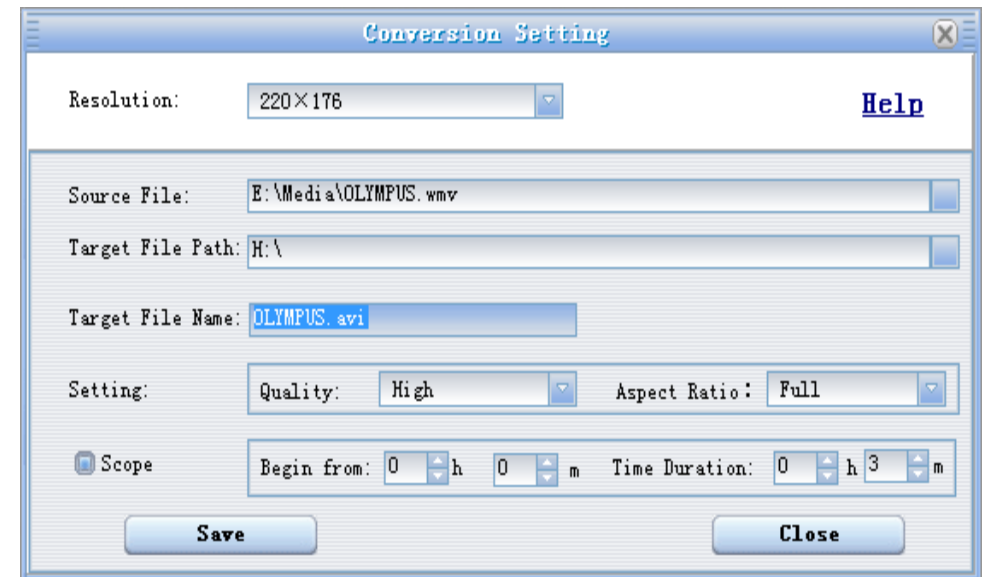 Conversion Setting
Resolution: 220×176 Help
Source File: E:\Media\OLYMPUS.wmv
Target File Path: H:\
Target File Name: OLYMPUS.avi
Setting: Quality: High Aspect Ratio: Full
Scope Begin from: 0 h 0 m Time Duration: 0 h 3 m
Save Close